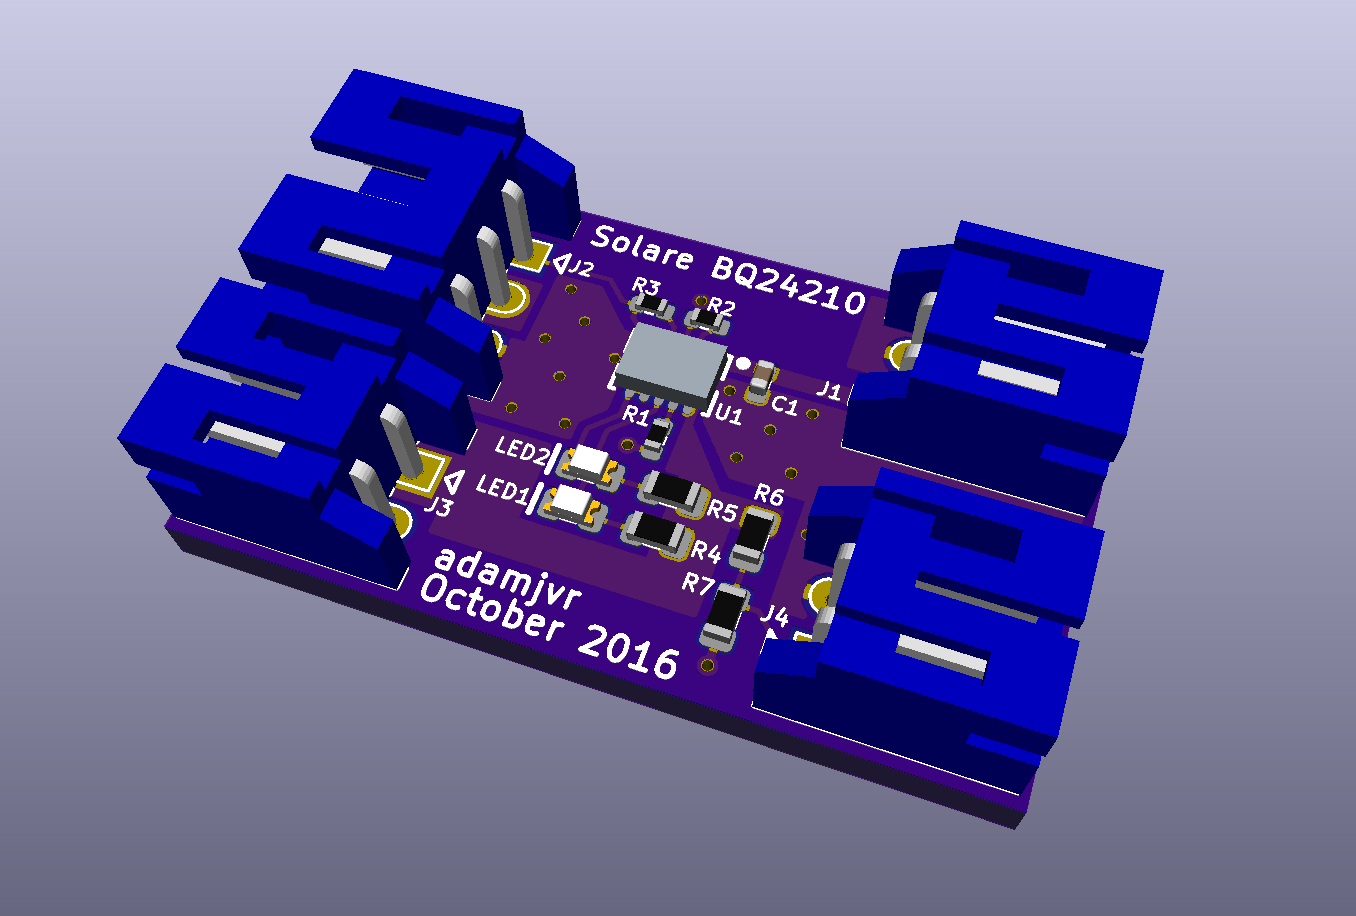 Solare BQ24210
J2
R3
R2
J1
C1
U1
R1
LED2
LED1
R5
R6
R4
J3
R7
J4
adamjvr
October 2016